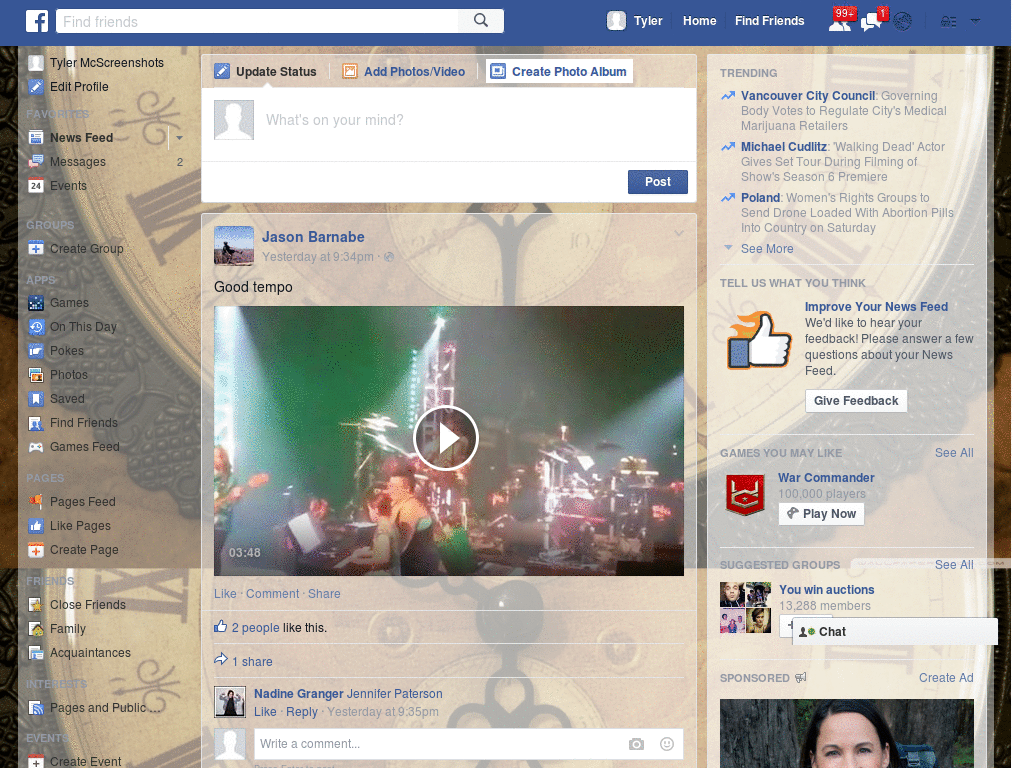 Find friends
Tyler
Home
Find Friends
99+
1
Tyler McScreenshots
Edit Profile
FAVORITES
News Feed
Messages
2
24
Events
GROUPS
Create Group
APPS
Games
On This Day
Pokes
Photos
Saved
Find Friends
Games Feed
PAGES
Pages Feed
Like Pages
Create Page
FRIENDS
Close Friends
Family
Acquaintances
INTERESTS
Pages and Public ...
EVENTS
Create Event
Update Status
Add Photos/Video
Create Photo Album
What's on your mind?
Post
Jason Barnabe
Yesterday at 9:34pm ·
Good tempo
03:48
Like · Comment · Share
2 people like this.
1 share
Nadine Granger Jennifer Paterson
Like · Reply · Yesterday at 9:35pm
Write a comment...
TRENDING
Vancouver City Council: Governing
Body Votes to Regulate City's Medical
Marijuana Retailers
Michael Cudlitz: 'Walking Dead' Actor
Gives Set Tour During Filming of
Show's Season 6 Premiere
Poland: Women's Rights Groups to
Send Drone Loaded With Abortion Pills
Into Country on Saturday
See More
TELL US WHAT YOU THINK
Improve Your News Feed
We'd like to hear your
feedback! Please answer a few
questions about your News
Feed.
Give Feedback
GAMES YOU MAY LIKE
See All
War Commander
100,000 players
Play Now
SUGGESTED GROUPS
See All
You win auctions
13,288 members
Chat
SPONSORED
Create Ad